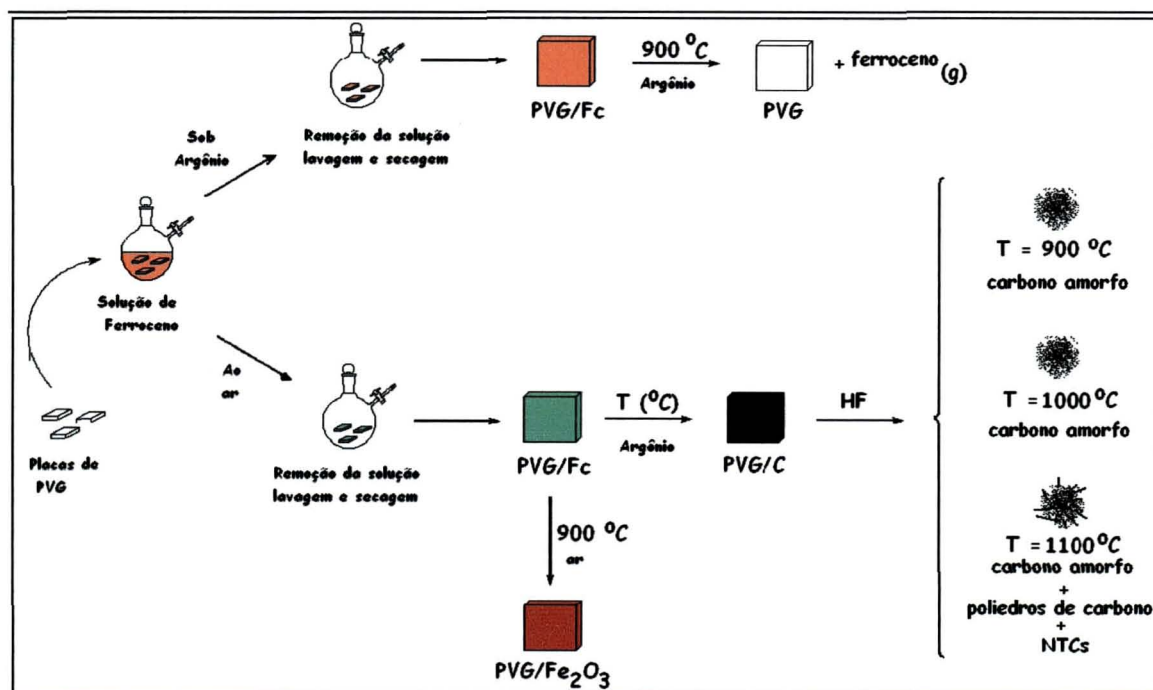 Sob
Argônio
Remoção da solução
lavagem e secagem
PVG/Fc
900 °C
Argônio
PVG
+ ferroceno (g)
Solução de
Ferroceno
Placas de
PVG
Ao
ar
Remoção da solução
lavagem e secagem
PVG/Fc
T (°C)
Argônio
PVG/C
HF
900 °C
ar
PVG/Fe₂O₃
T = 900 °C
carbono amorfo
T = 1000 °C
carbono amorfo
T = 1100 °C
carbono amorfo
+
poliedros de carbono
+
NTCs